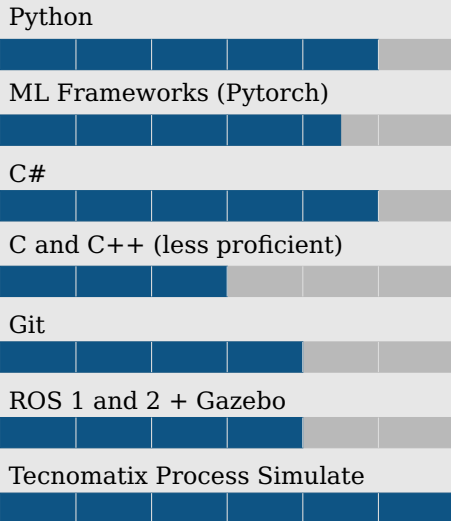 Python
ML Frameworks (Pytorch)
C#
C and C++ (less proficient)
Git
ROS 1 and 2 + Gazebo
Tecnomatix Process Simulate